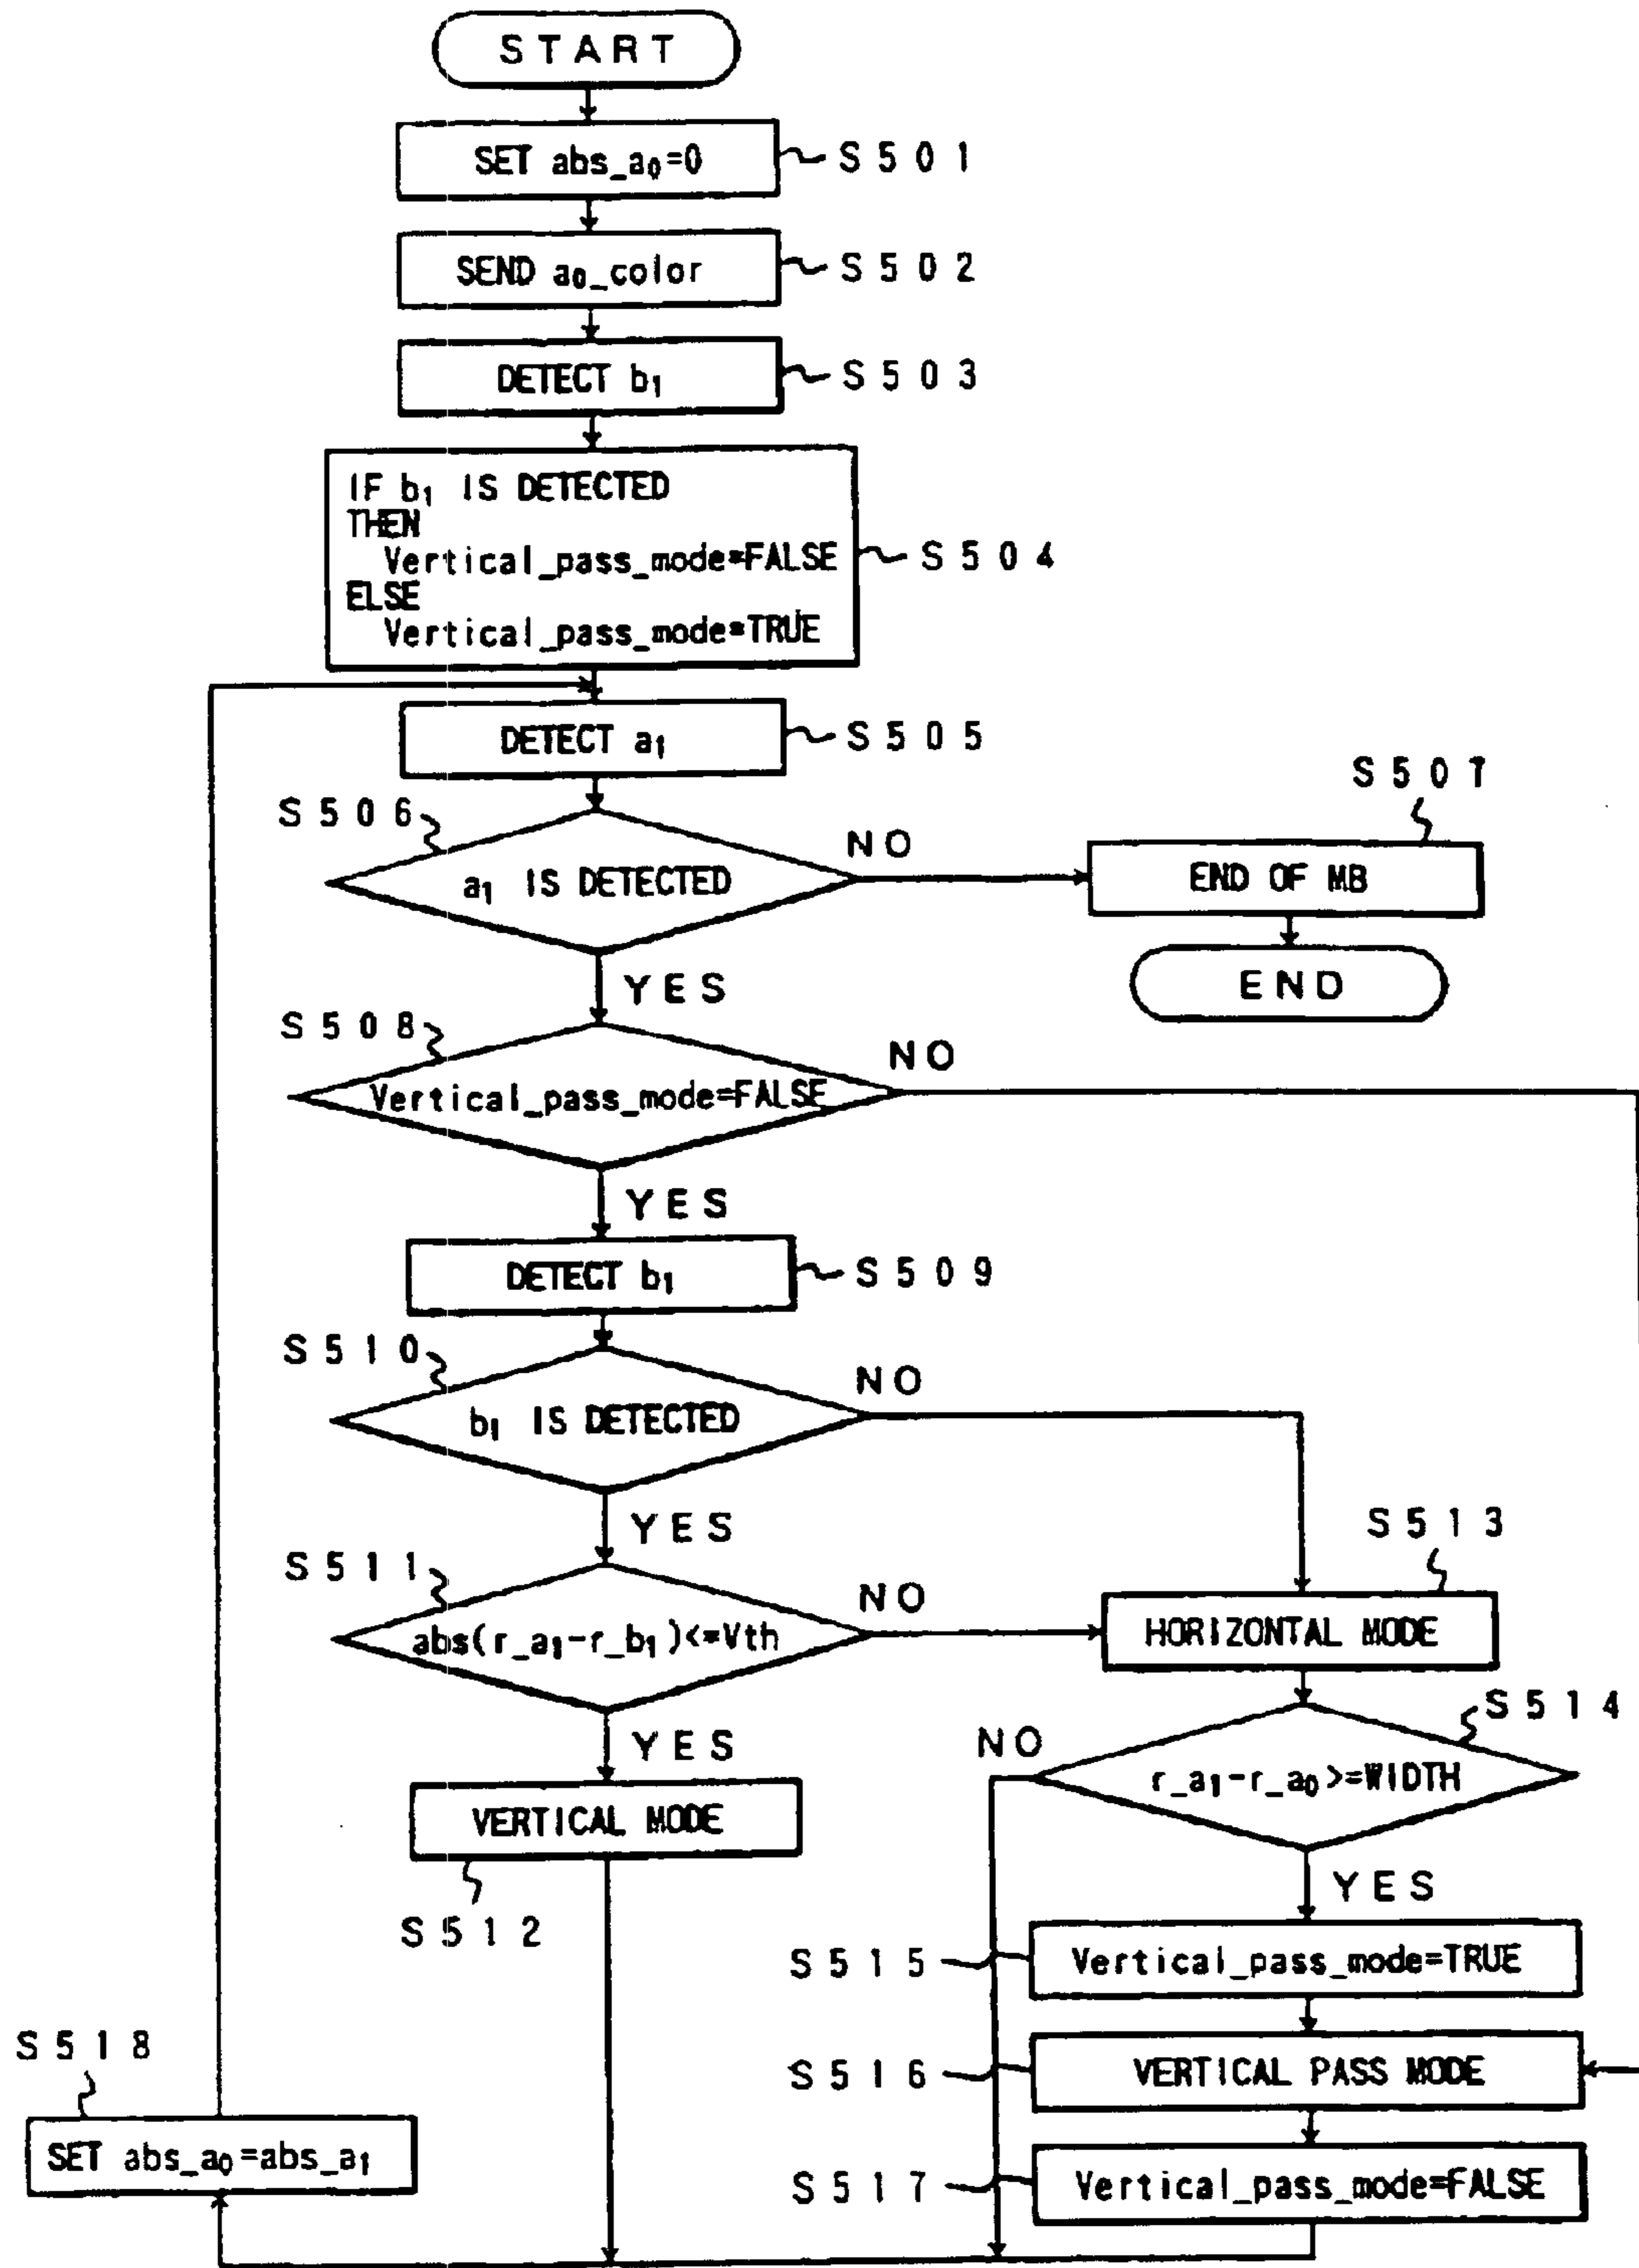 START
SET abs_a₀=0
S501
SEND a₀_color
S502
DETECT b₁
S503
IF b₁ IS DETECTED
THEN
Vertical_pass_mode=FALSE
S504
ELSE
Vertical_pass_mode=TRUE
DETECT a₁
S505
S507
S506
NO
a₁ IS DETECTED
END OF MB
YES
END
S508
NO
Vertical_pass_mode=FALSE
YES
DETECT b₁
S509
S510
NO
b₁ IS DETECTED
YES
S513
S511
NO
abs(r_a₁-r_b₁)<=Vth
HORIZONTAL MODE
YES
S514
NO
r_a₁-r_a₀>=WIDTH
VERTICAL MODE
YES
S512
S515
Vertical_pass_mode=TRUE
S518
S516
VERTICAL PASS MODE
SET abs_a₀=abs_a₁
S517
Vertical_pass_mode=FALSE